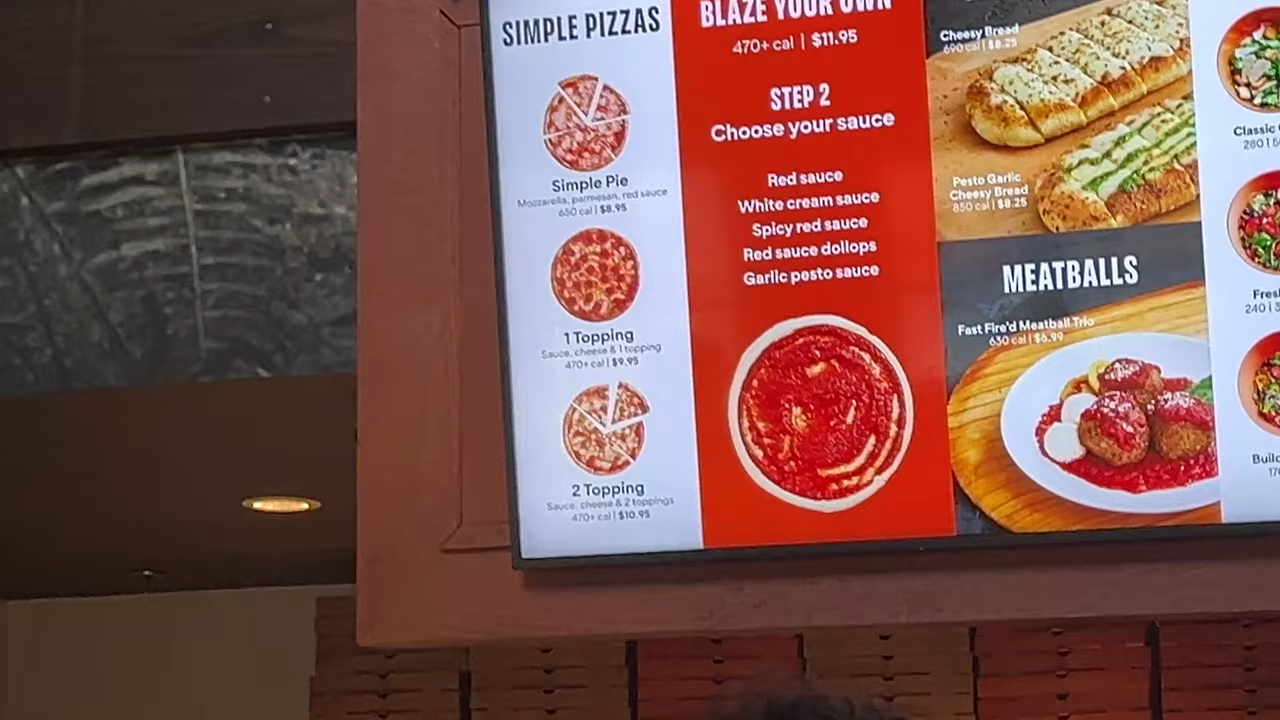 SIMPLE PIZZAS
Simple Pie
Mozzarella, parmesan, red sauce
650 cal | $8.95
1 Topping
Sauce, cheese & 1 topping
470+ cal | $9.95
2 Topping
Sauce, cheese & 2 toppings
470+ cal | $10.95
BLAZE YOUR OWN
470+ cal | $11.95
STEP 2
Choose your sauce
Red sauce
White cream sauce
Spicy red sauce
Red sauce dollops
Garlic pesto sauce
Cheesy Bread
690 cal | $8.25
Pesto Garlic
Cheesy Bread
850 cal | $8.25
MEATBALLS
Fast Fire'd Meatball Trio
630 cal | $6.99
Classic
280
Fres
240
Buil